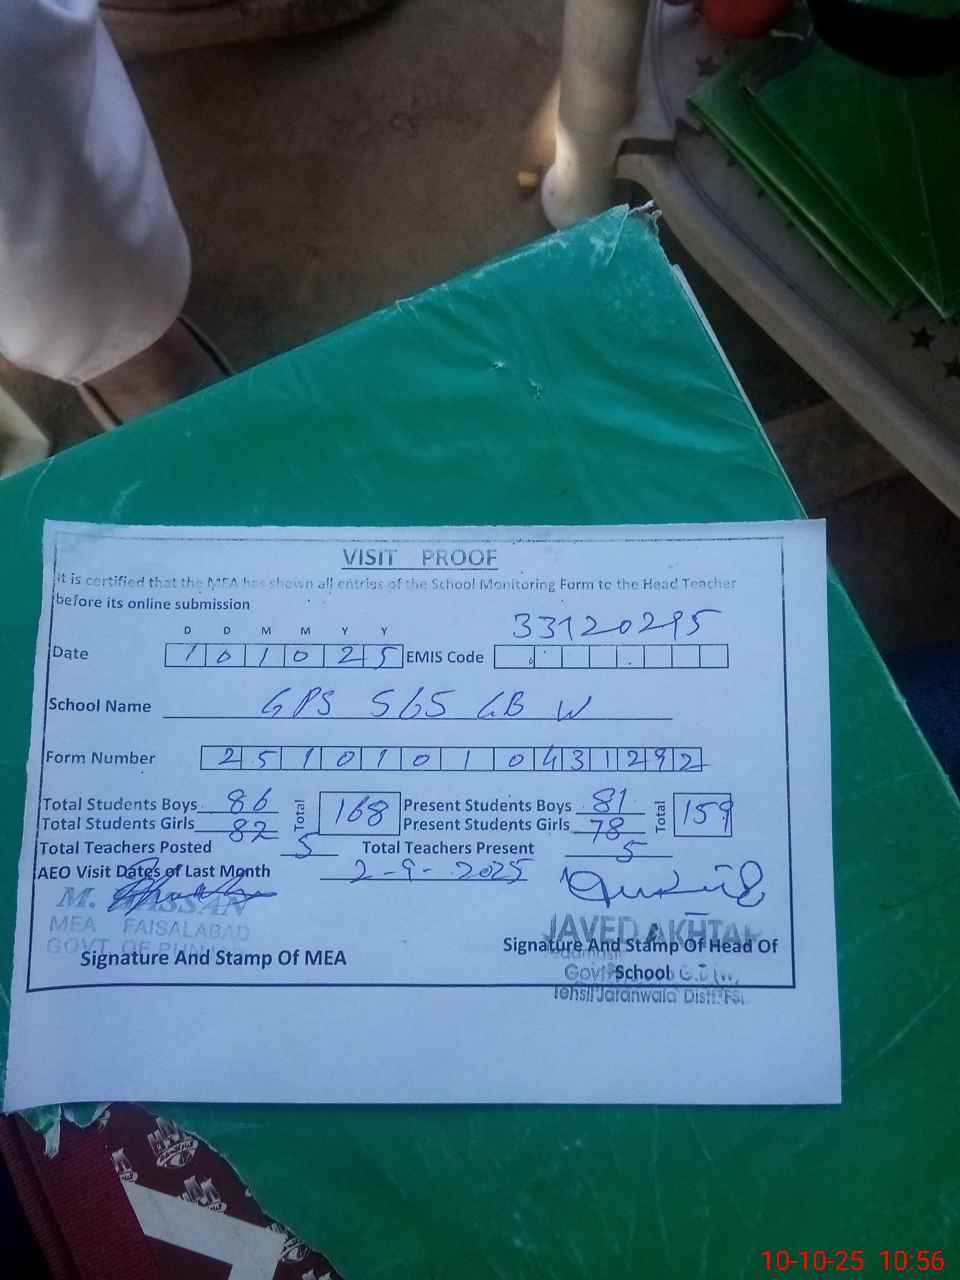 VISIT PROOF
It is certified that the MEA has shown all entries of the School Monitoring Form to the Head Teacher
before its online submission
33120295
D D M M Y Y
Date 1 0 1 0 2 5 EMIS Code
School Name GPS 565 GB W
Form Number 2 5 1 0 1 0 1 0 4 3 1 2 9 2
Total Students Boys 86 Total 168 Present Students Boys 81 Total 159
Total Students Girls 82 Present Students Girls 78
Total Teachers Posted 5 Total Teachers Present 5
AEO Visit Dates of Last Month 2-9-2025
M. HASSAN
MEA FAISALABAD
GOVT. OF PUNJAB
Signature And Stamp Of MEA
JAVED AKHTAR
Signature And Stamp Of Head Of
School
Govt
Tehsil Jaranwala Distt: FSD
10-10-25 10:56